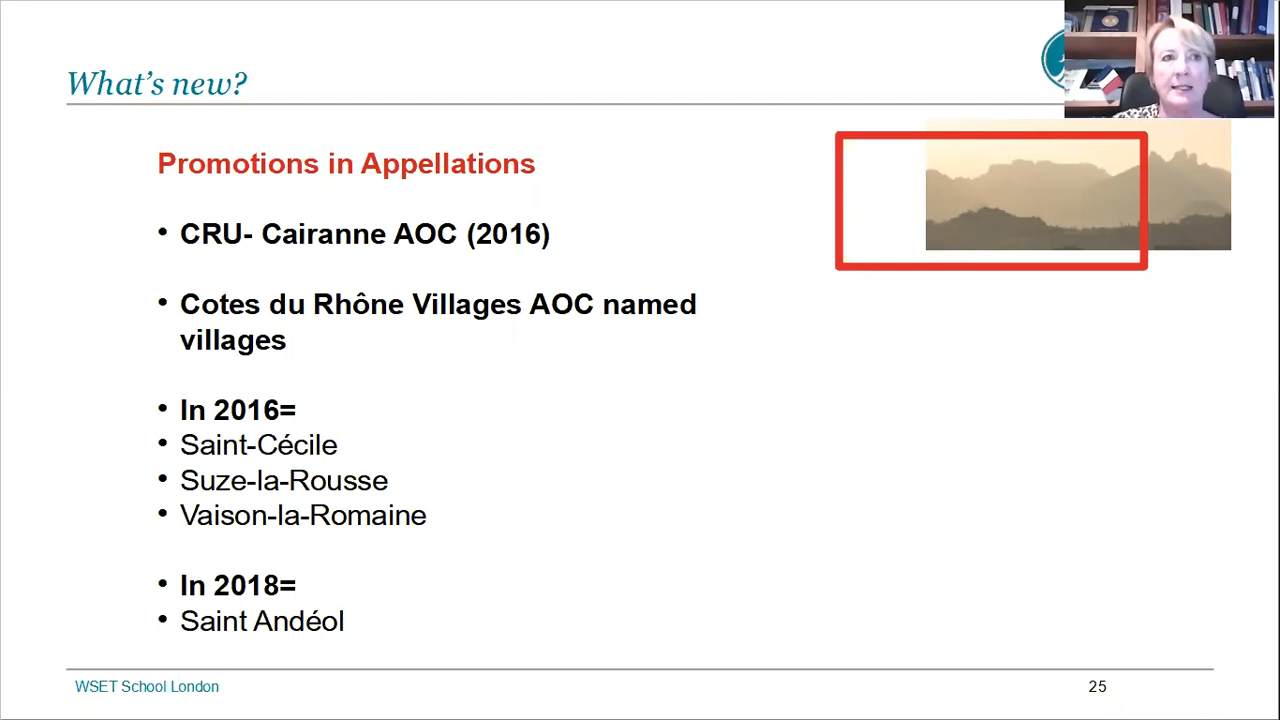 What's new?
Promotions in Appellations
• CRU- Cairanne AOC (2016)
• Cotes du Rhône Villages AOC named
villages
• In 2016=
• Saint-Cécile
• Suze-la-Rousse
• Vaison-la-Romaine
• In 2018=
• Saint Andéol
WSET School London
25